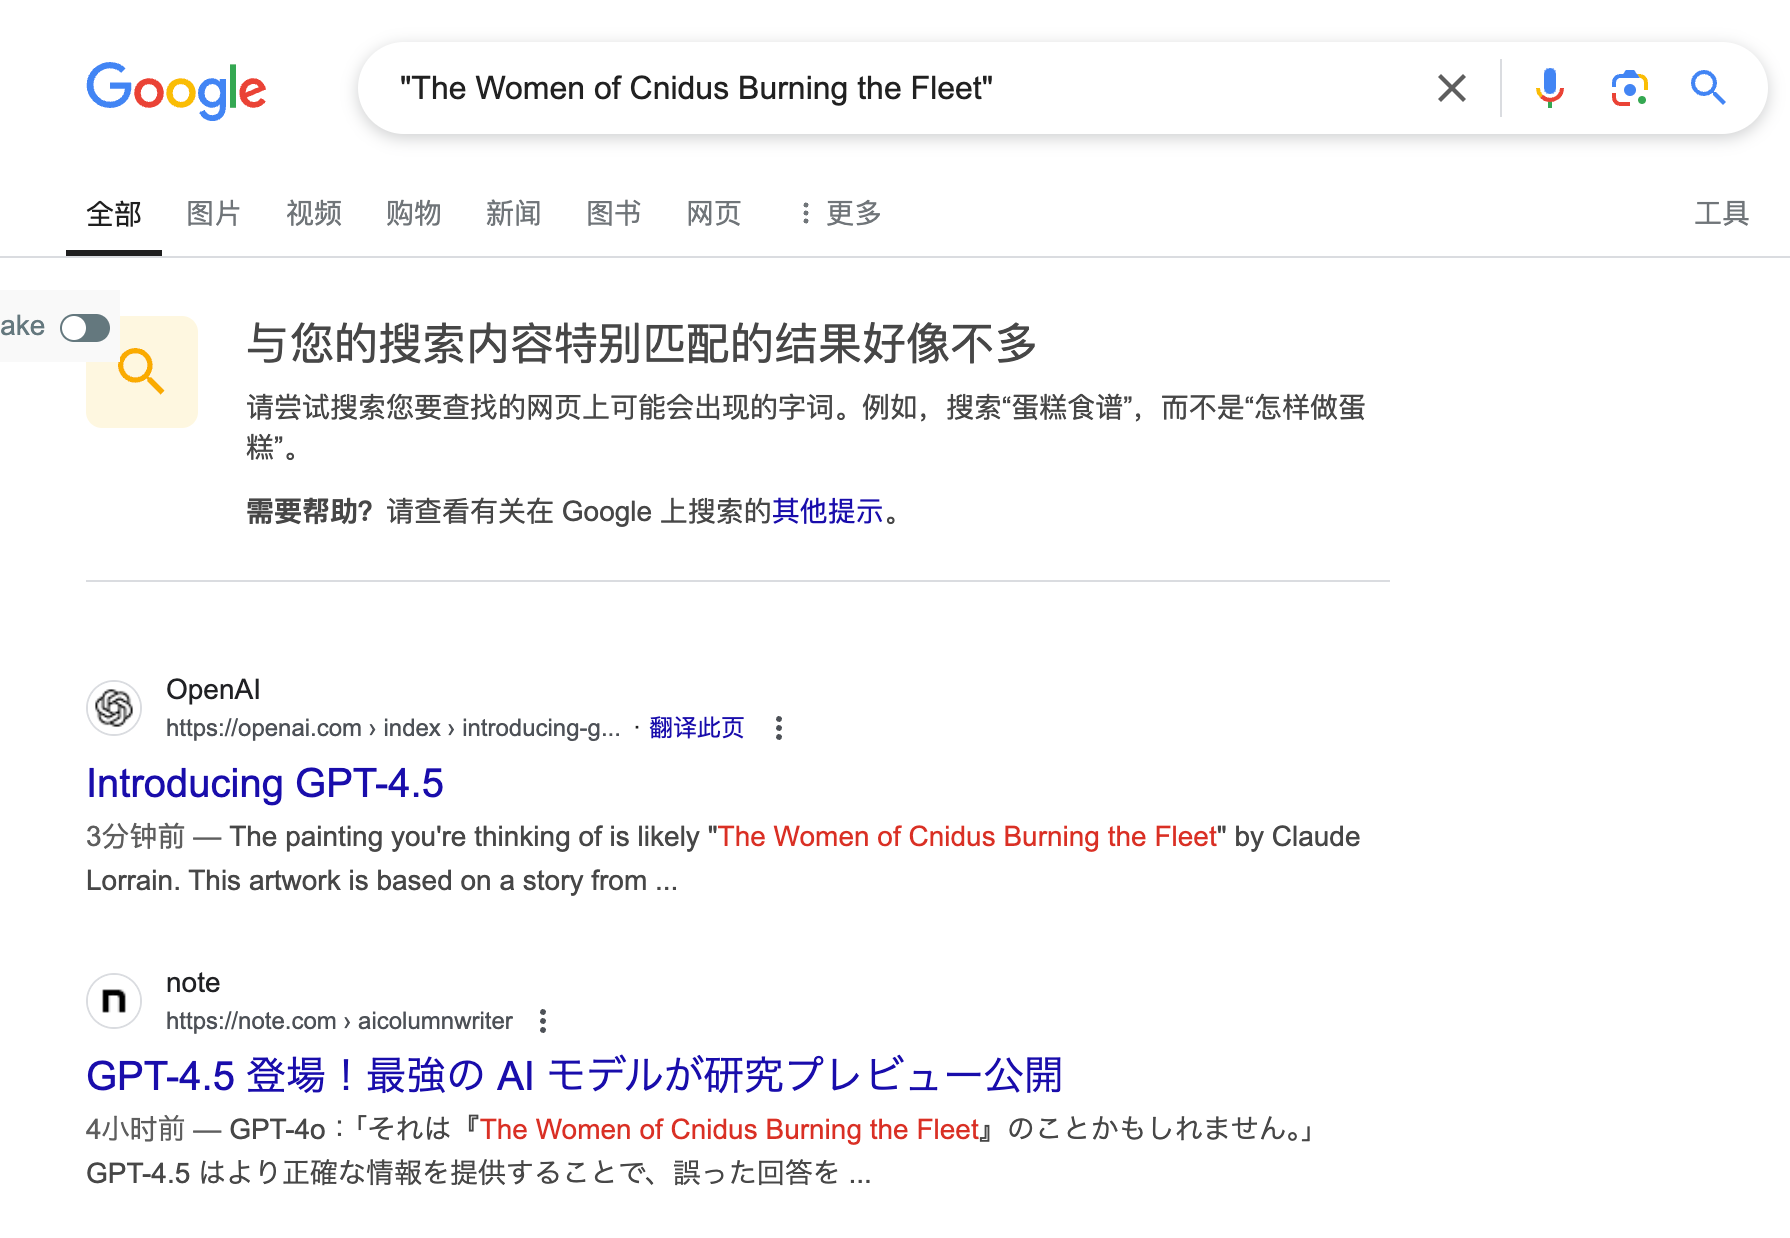 Google
"The Women of Cnidus Burning the Fleet"
全部 图片 视频 购物 新闻 图书 网页 更多 工具
ake
与您的搜索内容特别匹配的结果好像不多
请尝试搜索您要查找的网页上可能会出现的字词。例如，搜索“蛋糕食谱”，而不是“怎样做蛋
糕”。
需要帮助？请查看有关在 Google 上搜索的其他提示。
OpenAI
https://openai.com › index › introducing-g... · 翻译此页
Introducing GPT-4.5
3分钟前 — The painting you're thinking of is likely "The Women of Cnidus Burning the Fleet" by Claude
Lorrain. This artwork is based on a story from ...
n
note
https://note.com › aicolumnwriter
GPT-4.5 登場！最強の AI モデルが研究プレビュー公開
4小时前 — GPT-4o：「それは『The Women of Cnidus Burning the Fleet』のことかもしれません。」
GPT-4.5 はより正確な情報を提供することで、誤った回答を ...